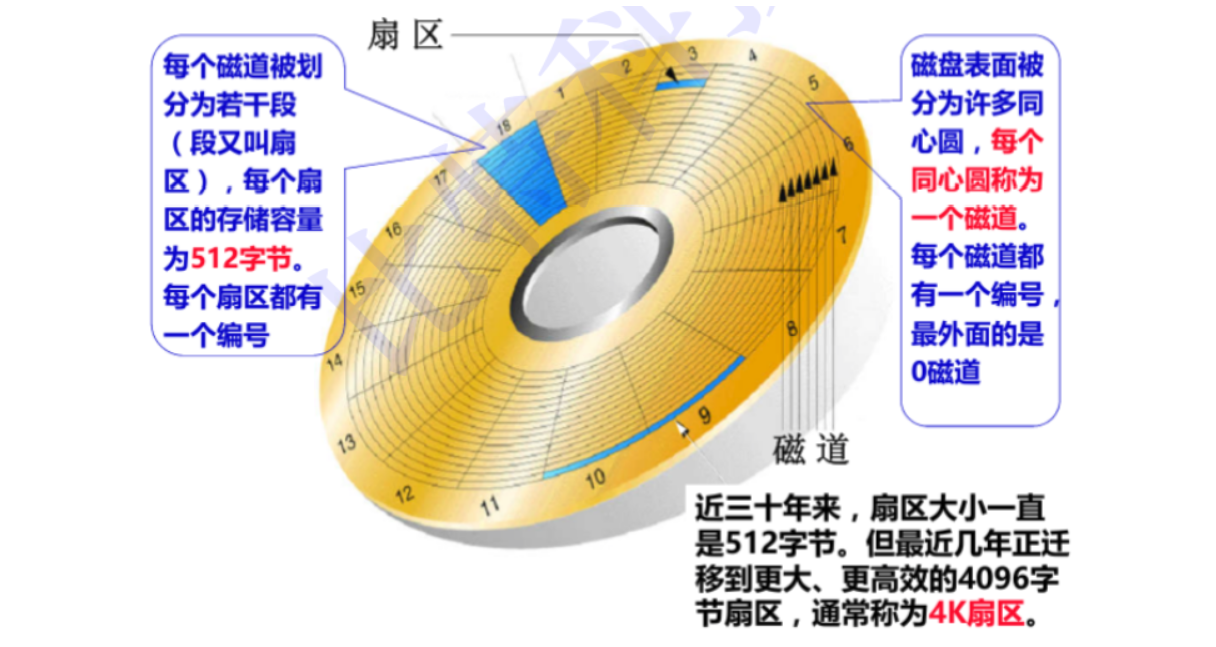 扇区
每个磁道被划
分为若干段
（段又叫扇
区），每个扇
区的存储容量
为512字节。
每个扇区都有
一个编号
磁盘表面被
分为许多同
心圆，每个
同心圆称为
一个磁道。
每个磁道都
有一个编号，
最外面的是
0磁道
1
2
3
4
5
6
7
8
9
10
11
12
13
14
15
16
17
18
磁道
近三十年来，扇区大小一直
是512字节。但最近几年正迁
移到更大、更高效的4096字
节扇区，通常称为4K扇区。